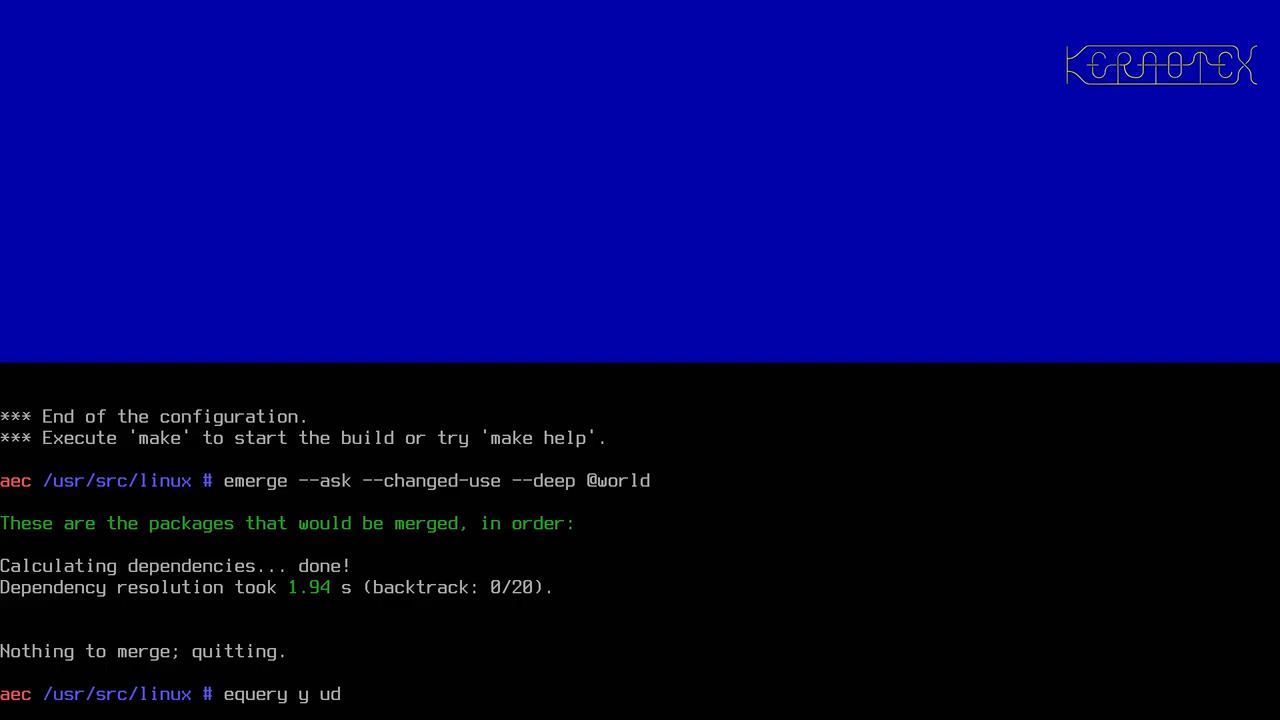 KERNOTEX
*** End of the configuration.
*** Execute 'make' to start the build or try 'make help'.
aec /usr/src/linux # emerge --ask --changed-use --deep @world
These are the packages that would be merged, in order:
Calculating dependencies... done!
Dependency resolution took 1.94 s (backtrack: 0/20).
Nothing to merge; quitting.
aec /usr/src/linux # equery y ud